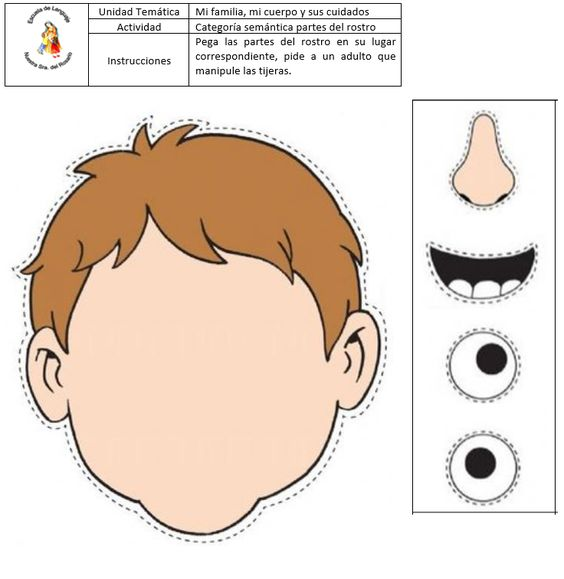 Escuela de Lenguaje
Nuestra Sra. del Rosario
Unidad Temática Mi familia, mi cuerpo y sus cuidados
Actividad Categoría semántica partes del rostro
Instrucciones
Pega las partes del rostro en su lugar
correspondiente, pide a un adulto que
manipule las tijeras.